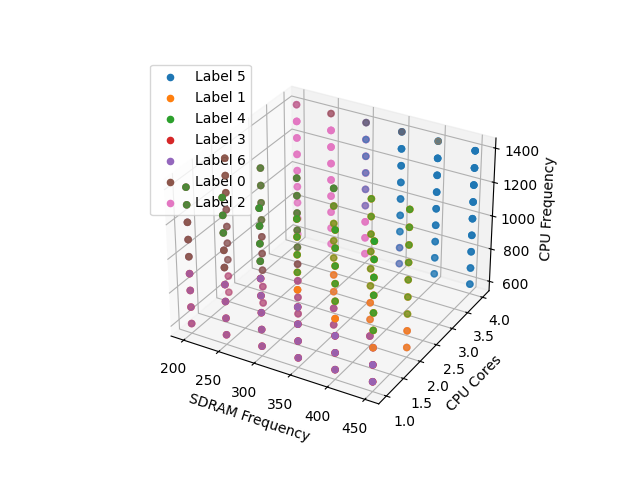 Label 5
Label 1
Label 4
Label 3
Label 6
Label 0
Label 2
1400
1200
1000
800
600
CPU Frequency
4.0
3.5
3.0
2.5
2.0
1.5
1.0
CPU Cores
200
250
300
350
400
450
SDRAM Frequency